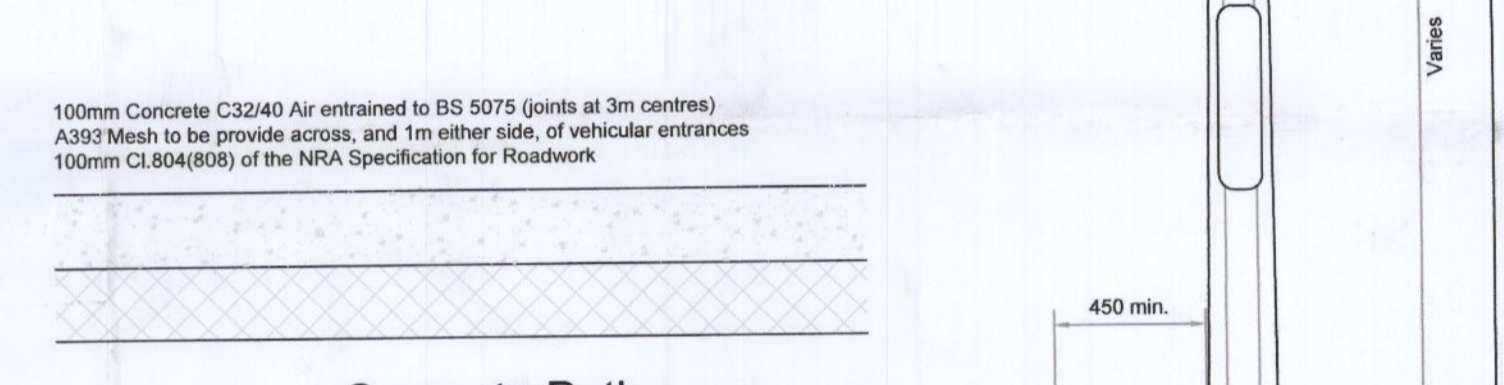 100mm Concrete C32/40 Air entrained to BS 5075 (joints at 3m centres)
A393 Mesh to be provide across, and 1m either side, of vehicular entrances
100mm Cl.804(808) of the NRA Specification for Roadwork
450 min.
Varies